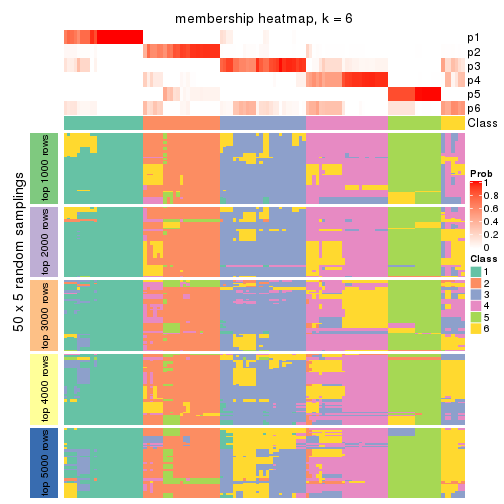 membership heatmap, k = 6
p1
p2
p3
p4
p5
p6
Class
50 x 5 random samplings
top 1000 rows
top 2000 rows
top 3000 rows
top 4000 rows
top 5000 rows
Prob
1
0.8
0.6
0.4
0.2
0
Class
1
2
3
4
5
6